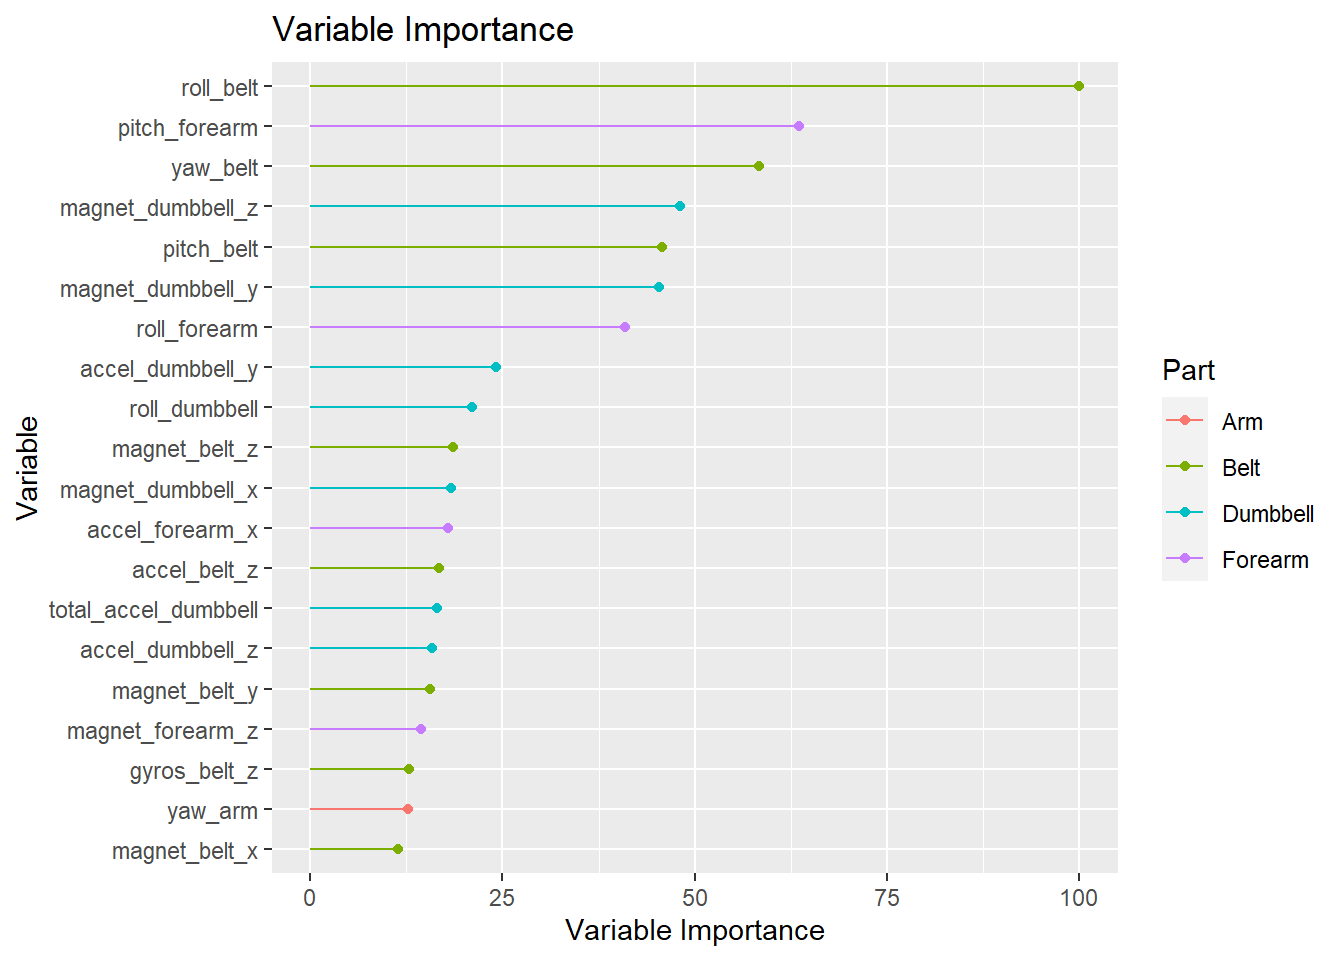 Variable Importance
roll_belt
pitch_forearm
yaw_belt
magnet_dumbbell_z
pitch_belt
magnet_dumbbell_y
roll_forearm
accel_dumbbell_y
roll_dumbbell
magnet_belt_z
magnet_dumbbell_x
accel_forearm_x
accel_belt_z
total_accel_dumbbell
accel_dumbbell_z
magnet_belt_y
magnet_forearm_z
gyros_belt_z
yaw_arm
magnet_belt_x
Variable
0 25 50 75 100
Variable Importance
Part
Arm
Belt
Dumbbell
Forearm